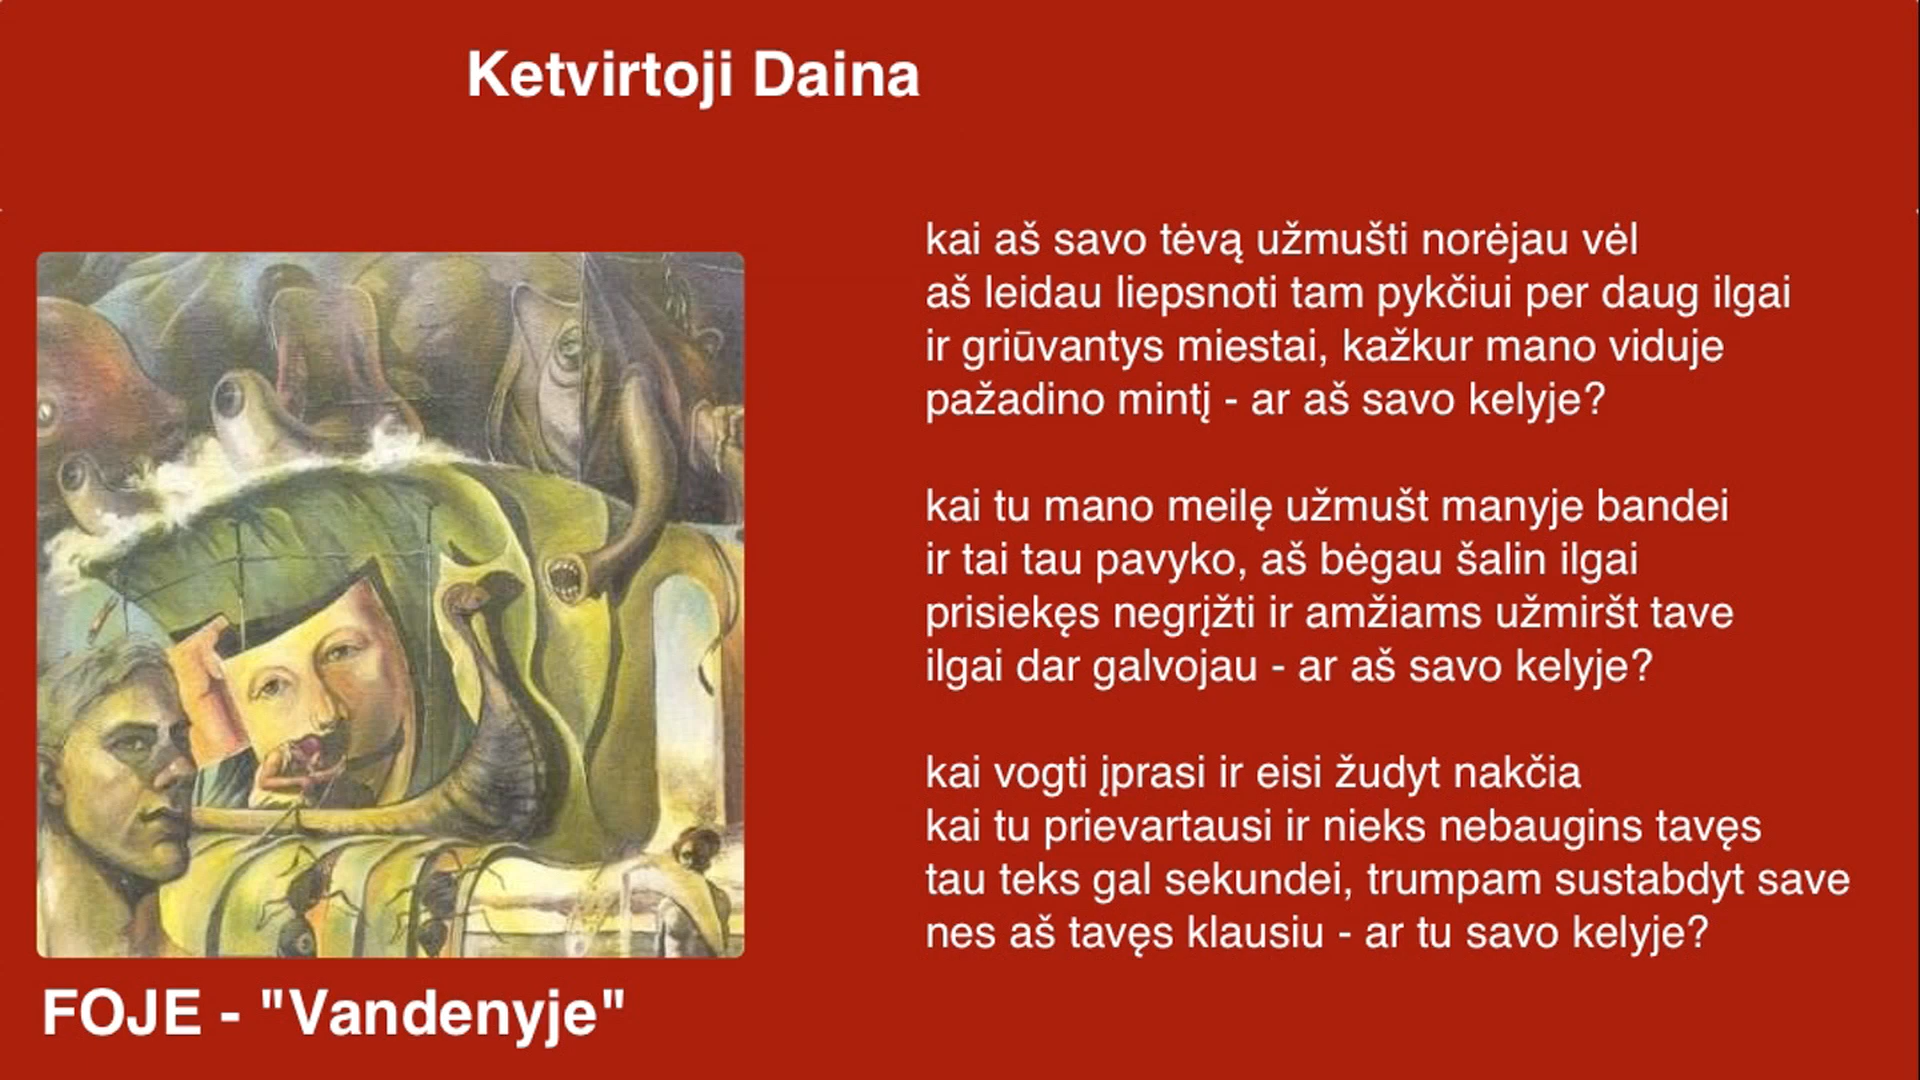 Ketvirtoji Daina
kai aš savo tėvą užmušti norėjau vėl
aš leidau liepsnoti tam pykčiui per daug ilgai
ir griūvantys miestai, kažkur mano viduje
pažadino mintį - ar aš savo kelyje?
kai tu mano meilę užmušt manyje bandei
ir tai tau pavyko, aš bėgau šalin ilgai
prisiekęs negrįžti ir amžiams užmiršt tave
ilgai dar galvojau - ar aš savo kelyje?
kai vogti įprasi ir eisi žudyt nakčia
kai tu prievartausi ir nieks nebaugins tavęs
tau teks gal sekundei, trumpam sustabdyt save
nes aš tavęs klausiu - ar tu savo kelyje?
FOJE - "Vandenyje"